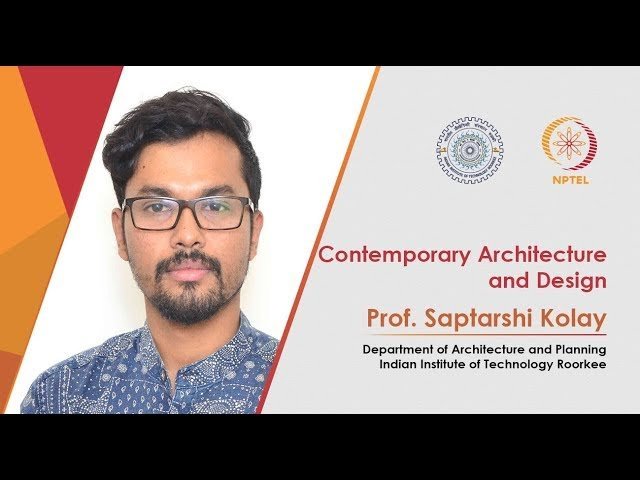 NPTEL
Contemporary Architecture
and Design
Prof. Saptarshi Kolay
Department of Architecture and Planning
Indian Institute of Technology Roorkee